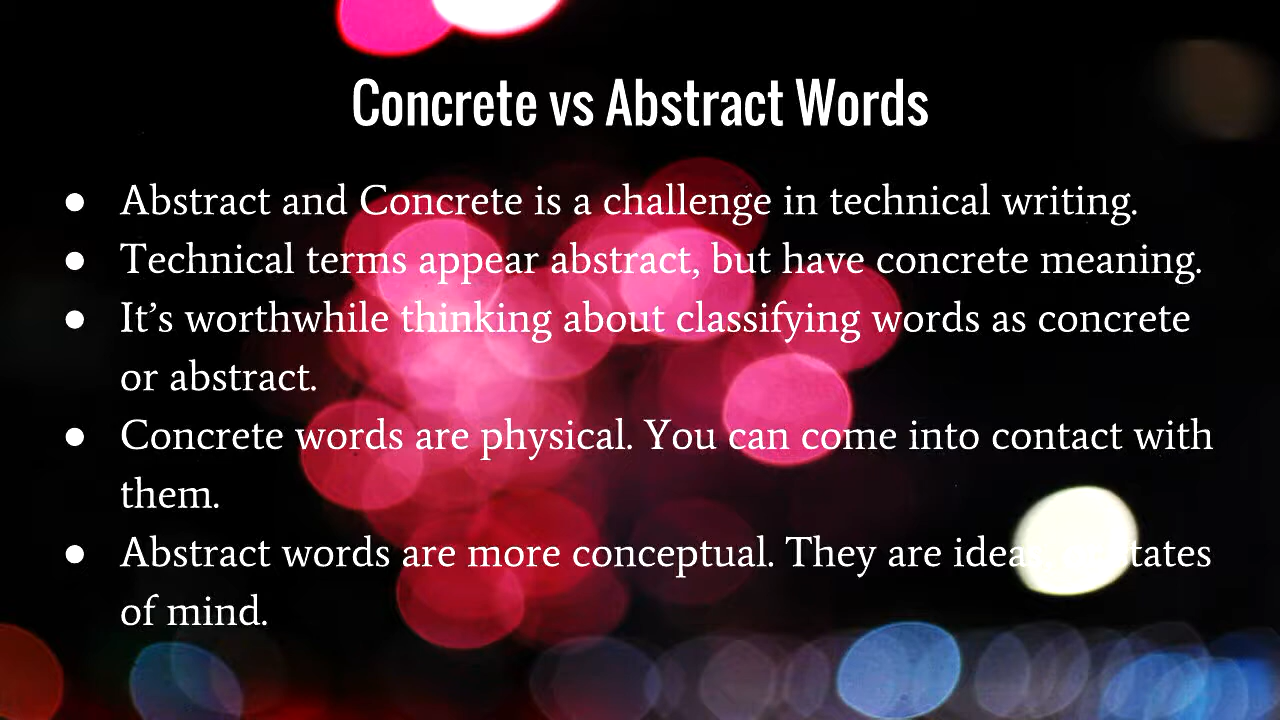 Concrete vs Abstract Words
● Abstract and Concrete is a challenge in technical writing.
● Technical terms appear abstract, but have concrete meaning.
● It's worthwhile thinking about classifying words as concrete
or abstract.
● Concrete words are physical. You can come into contact with
them.
● Abstract words are more conceptual. They are ideas
of mind.